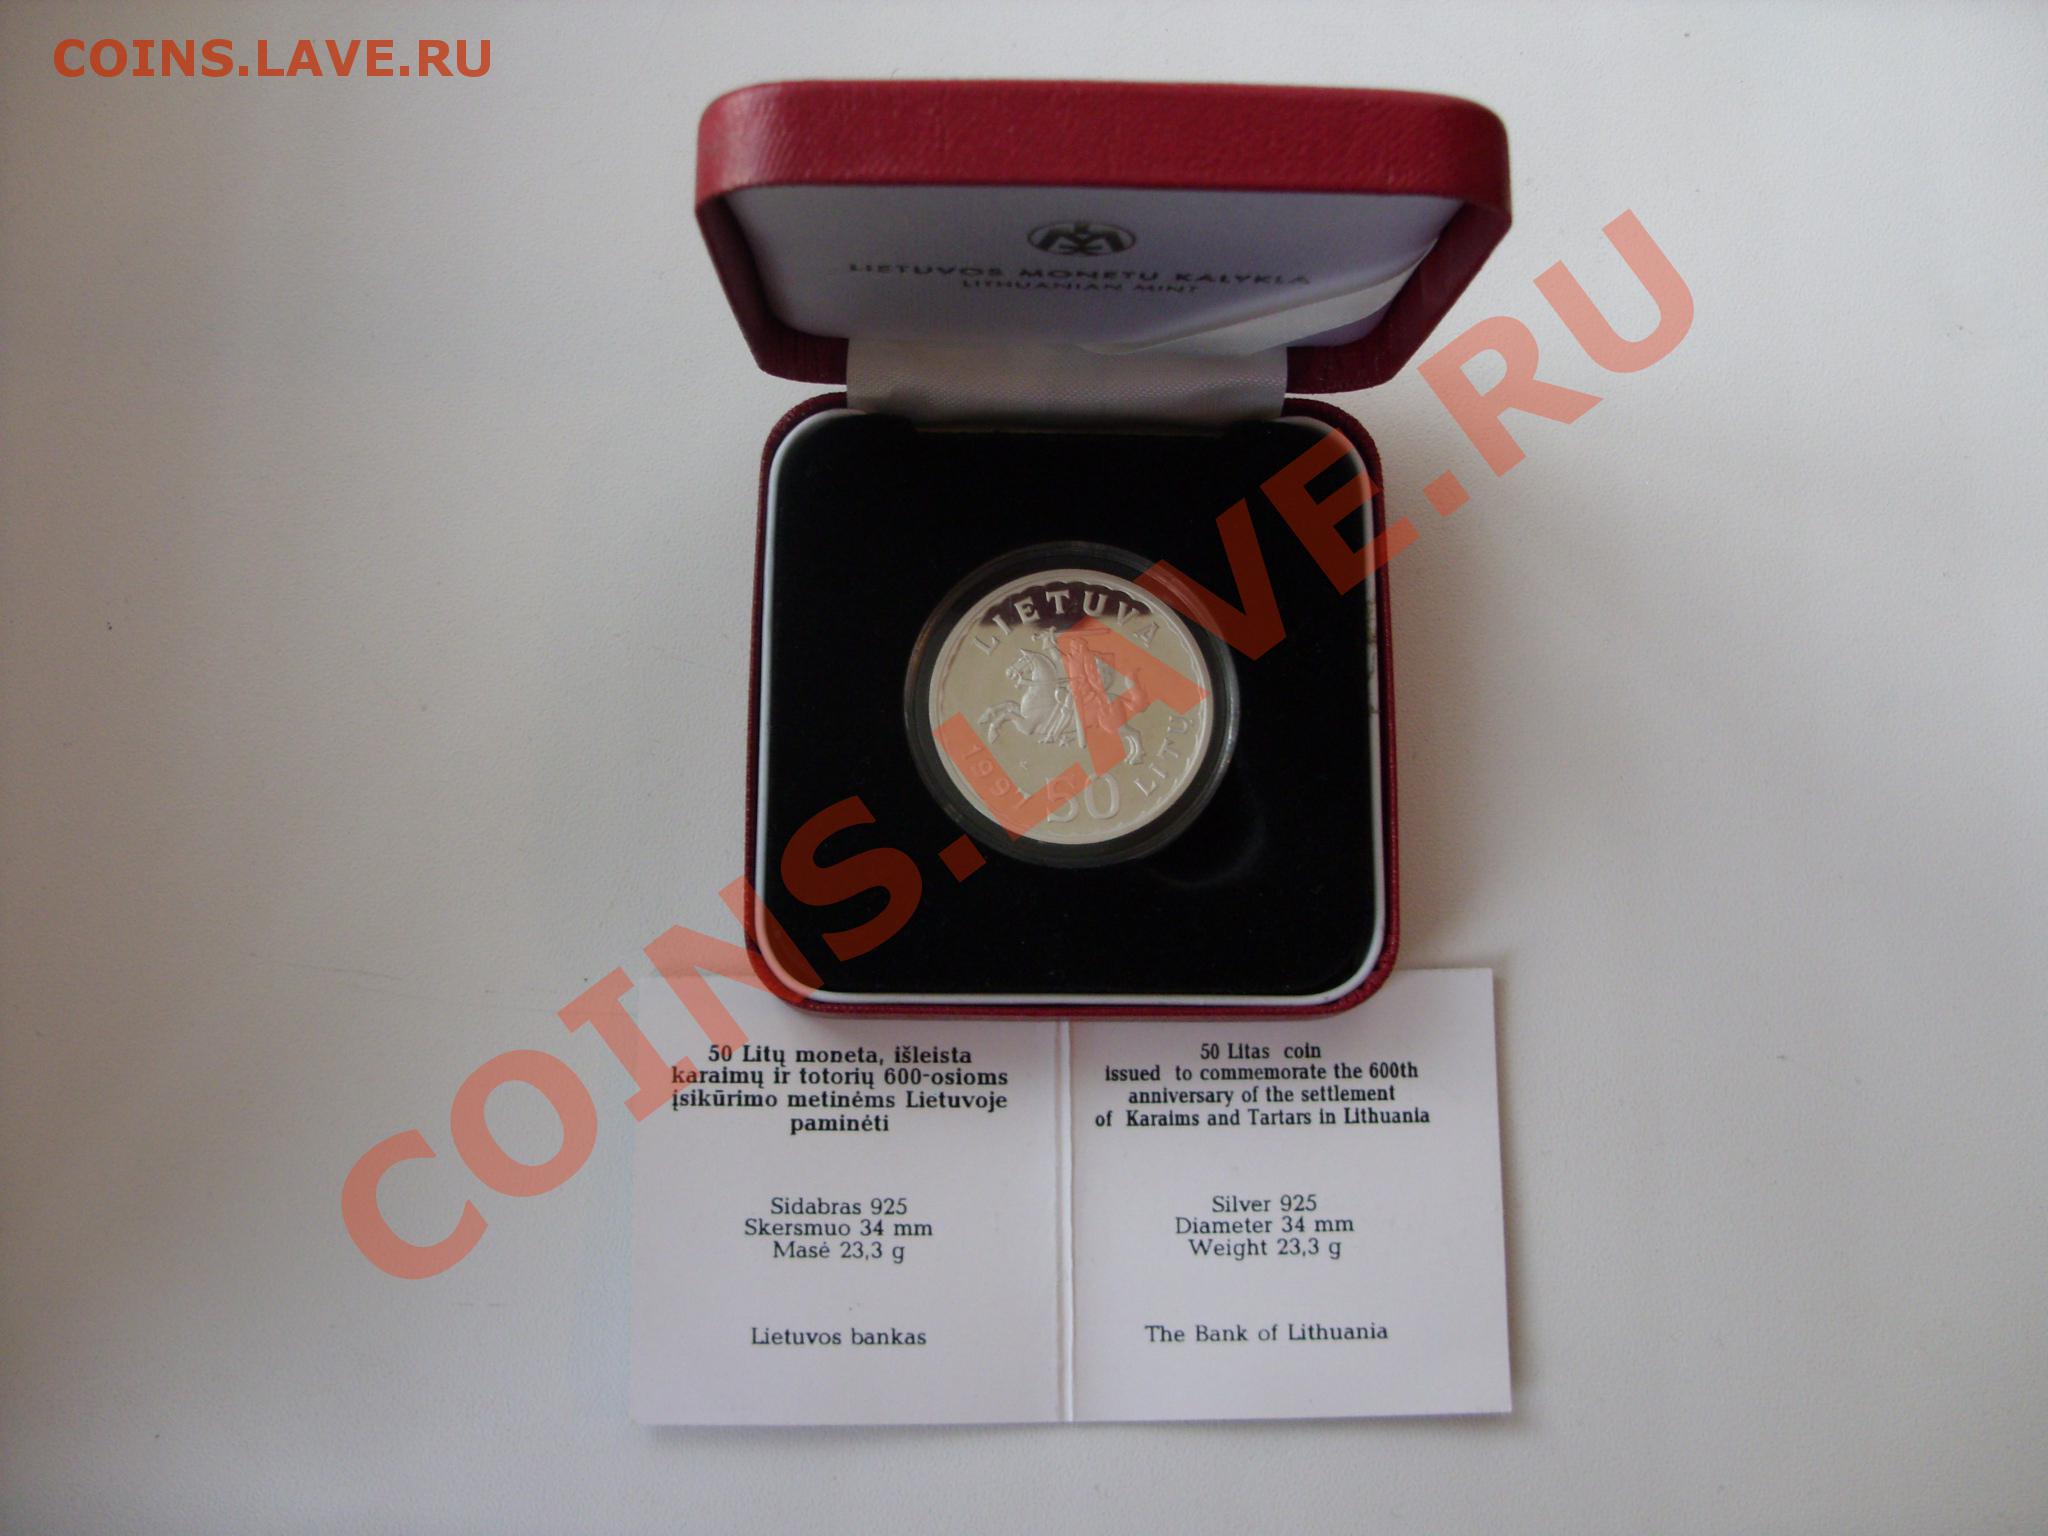 COINS.LAVE.RU
LIETUVOS MONETŲ KALYKLA
LITHUANIAN MINT
LIETUVA
1997 50 LITŲ
COINS.LAVE.RU
50 Litų moneta, išleista
karaimų ir totorių 600-osioms
įsikūrimo metinėms Lietuvoje
paminėti
Sidabras 925
Skersmuo 34 mm
Masė 23,3 g
Lietuvos bankas
50 Litas coin
issued to commemorate the 600th
anniversary of the settlement
of Karaims and Tartars in Lithuania
Silver 925
Diameter 34 mm
Weight 23,3 g
The Bank of Lithuania